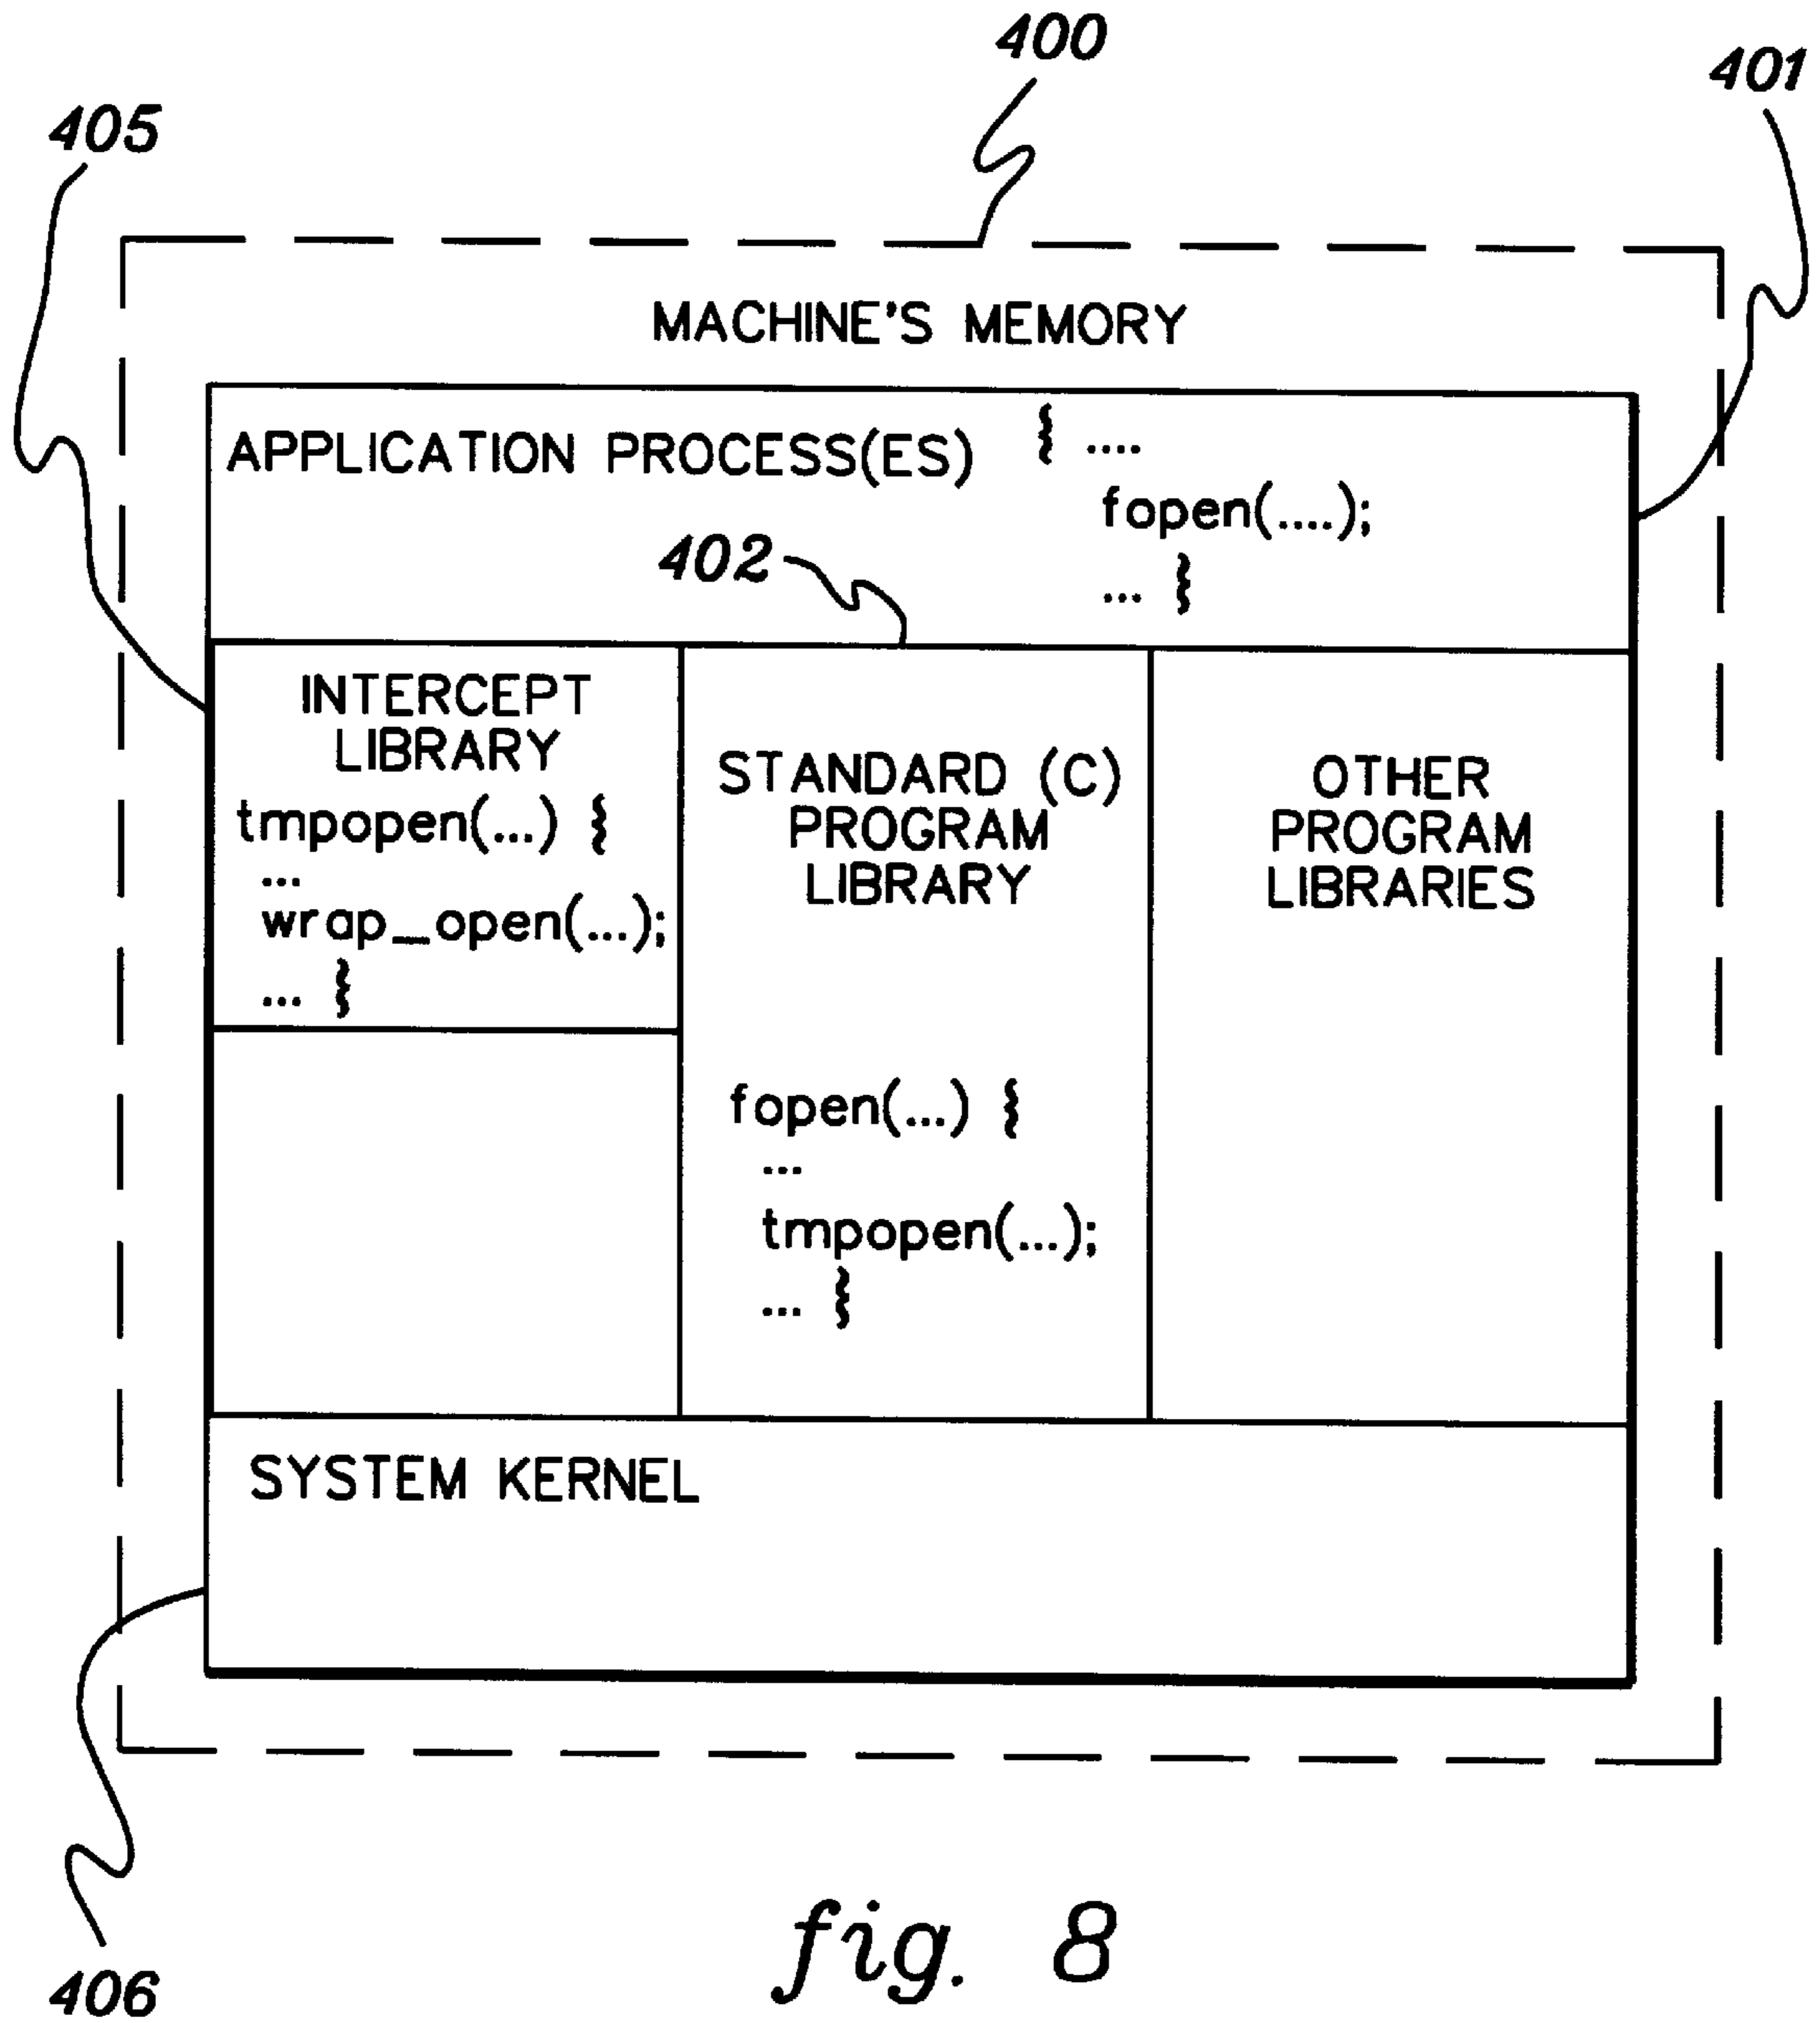 400
401
405
MACHINE'S MEMORY
APPLICATION PROCESS(ES) { ....
fopen(....);
... }
402
INTERCEPT
LIBRARY
tmpopen(...) {
...
wrap_open(...);
... }
STANDARD (C)
PROGRAM
LIBRARY
fopen(...) {
...
tmpopen(...);
... }
OTHER
PROGRAM
LIBRARIES
SYSTEM KERNEL
406
fig. 8